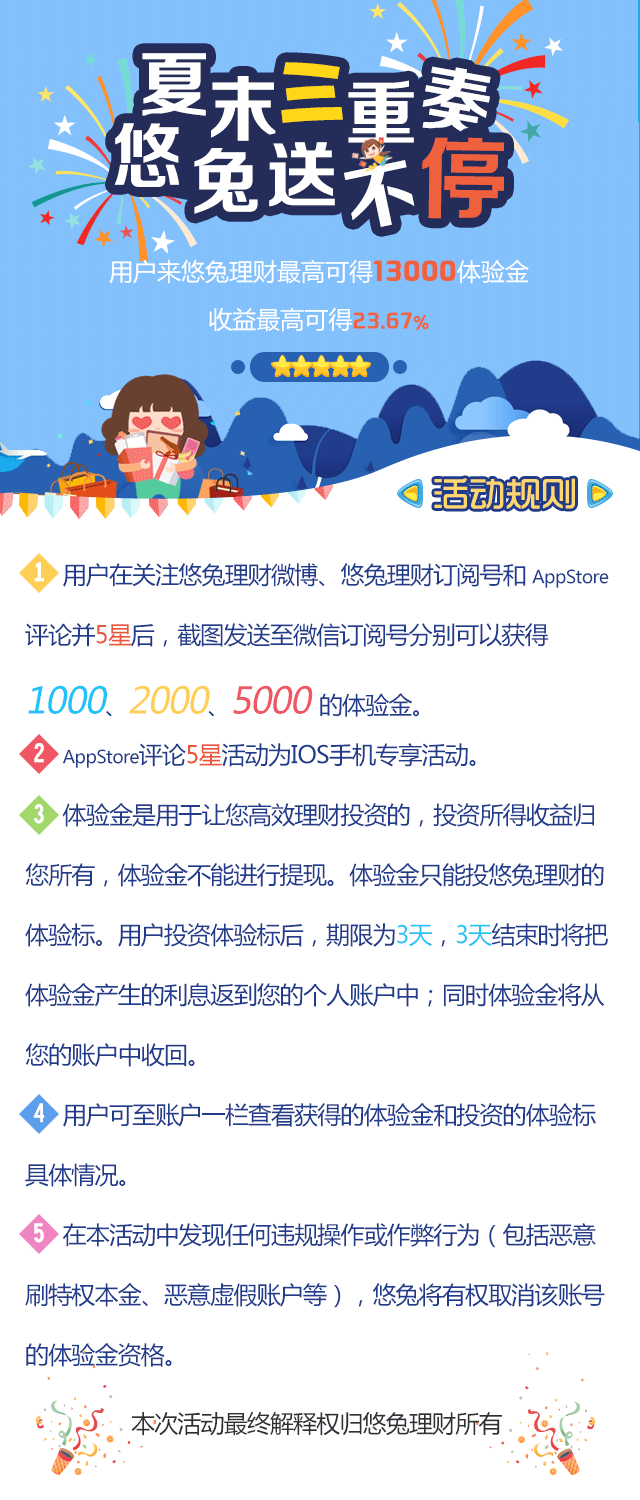 夏末三重奏
悠兔送不停
用户来悠兔理财最高可得13000体验金
收益最高可得23.67%
活动规则
1 用户在关注悠兔理财微博、悠兔理财订阅号和 AppStore
评论并5星后，截图发送至微信订阅号分别可以获得
1000、2000、5000 的体验金。
2 AppStore评论5星活动为IOS手机专享活动。
3 体验金是用于让您高效理财投资的，投资所得收益归
您所有，体验金不能进行提现。体验金只能投悠兔理财的
体验标。用户投资体验标后，期限为3天，3天结束时将把
体验金产生的利息返到您的个人账户中；同时体验金将从
您的账户中收回。
4 用户可至账户一栏查看获得的体验金和投资的体验标
具体情况。
5 在本活动中发现任何违规操作或作弊行为（包括恶意
刷特权本金、恶意虚假账户等），悠兔将有权取消该账号
的体验金资格。
本次活动最终解释权归悠兔理财所有